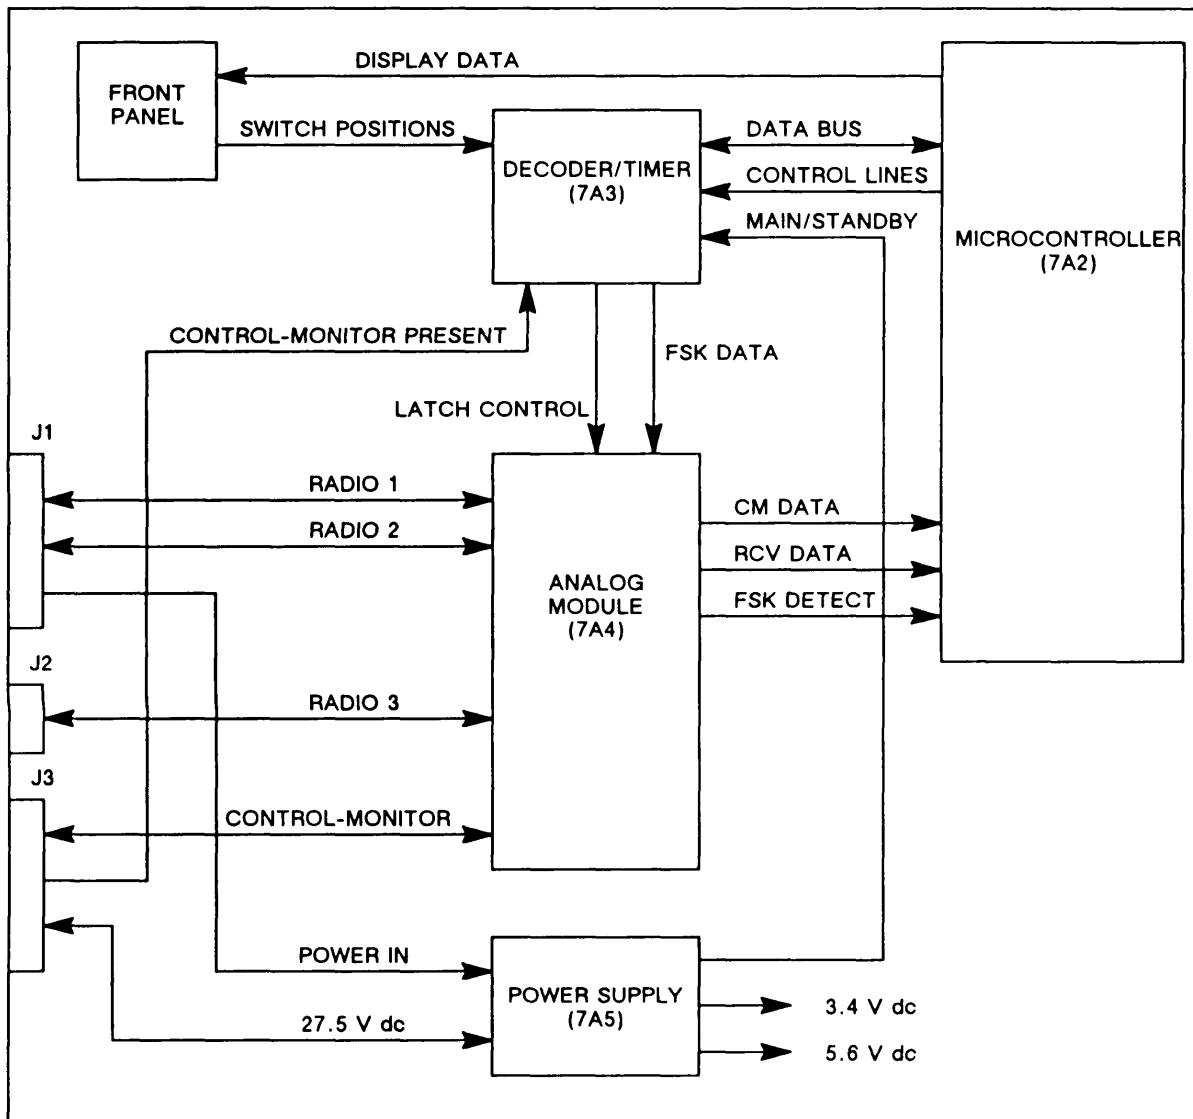 DISPLAY DATA
FRONT
PANEL
SWITCH POSITIONS
DECODER/TIMER
(7A3)
DATA BUS
CONTROL LINES
MAIN/STANDBY
MICROCONTROLLER
(7A2)
CONTROL-MONITOR PRESENT
FSK DATA
LATCH CONTROL
J1
RADIO 1
RADIO 2
ANALOG
MODULE
(7A4)
CM DATA
RCV DATA
FSK DETECT
J2
RADIO 3
J3
CONTROL-MONITOR
POWER IN
27.5 V dc
POWER SUPPLY
(7A5)
3.4 V dc
5.6 V dc